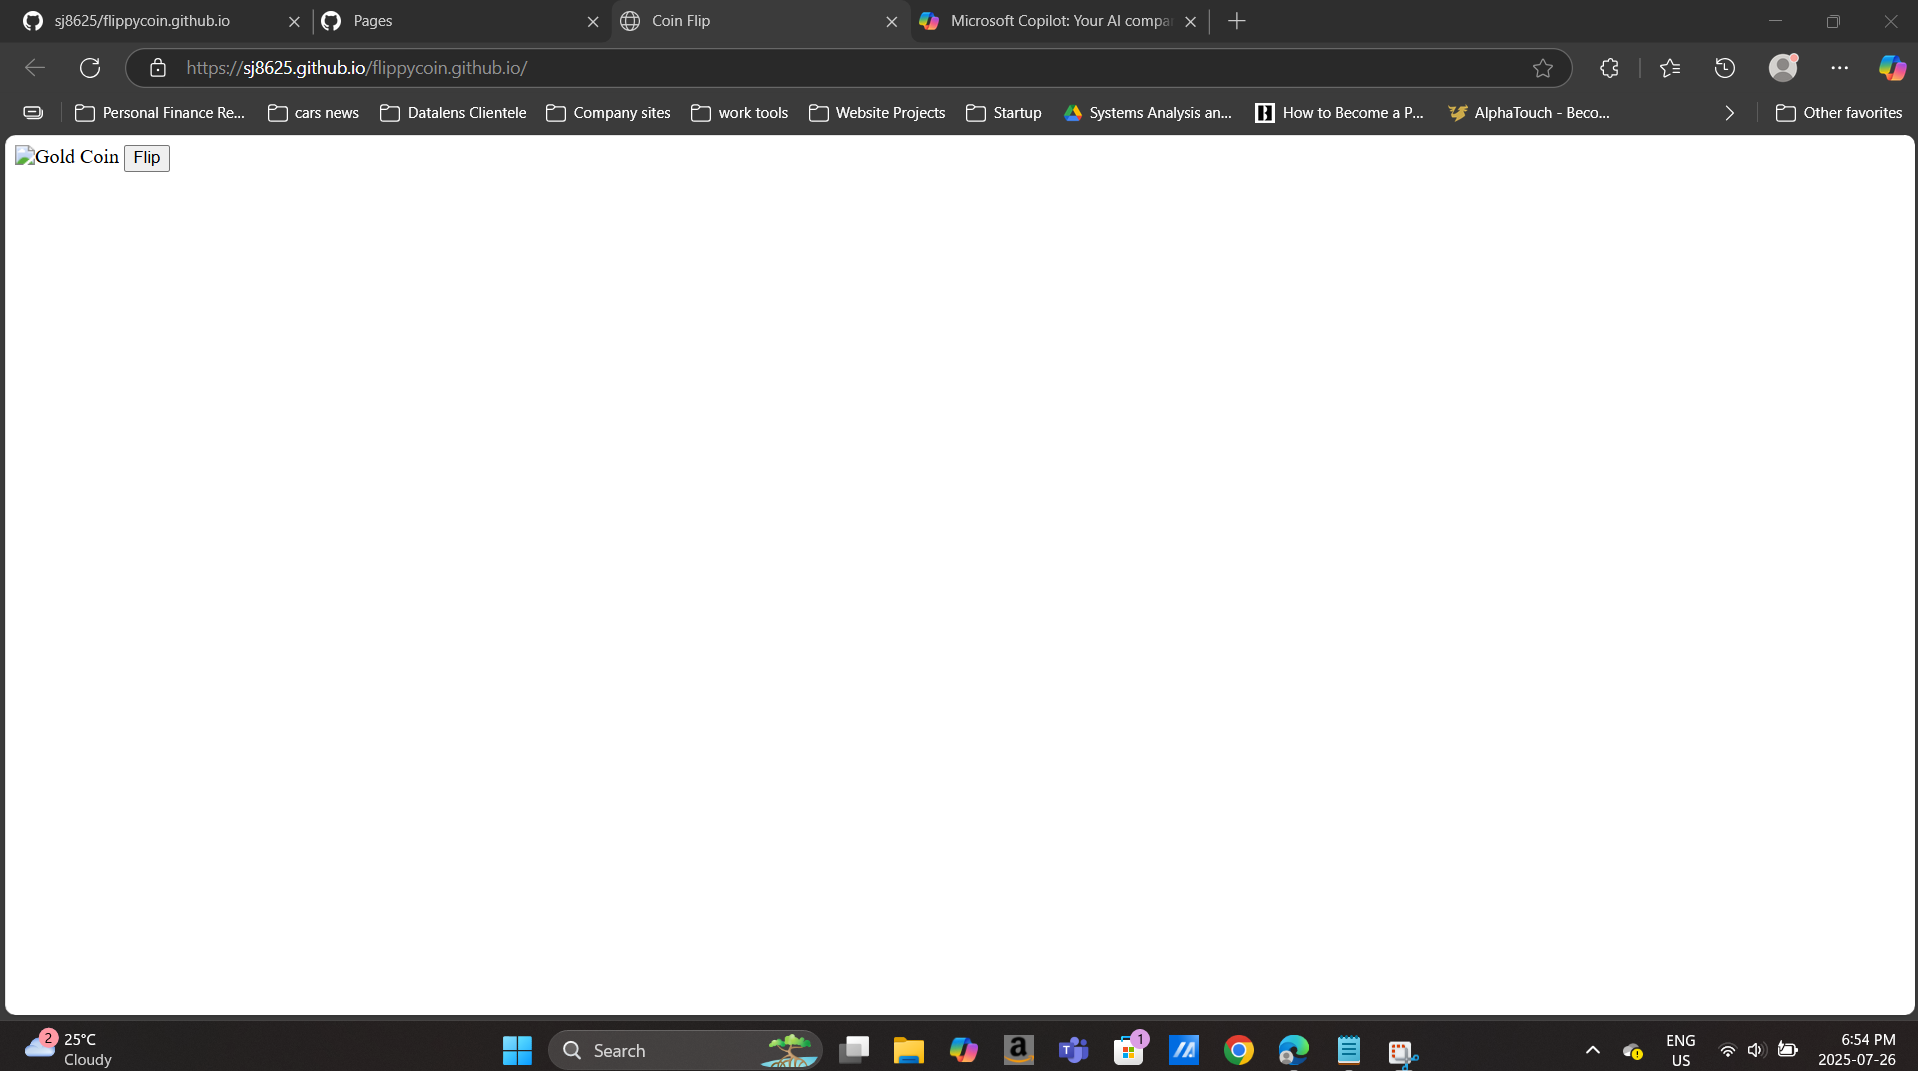 sj8625/flippycoin.github.io
Pages
Coin Flip
Microsoft Copilot: Your AI compa
https://sj8625.github.io/flippycoin.github.io/
Personal Finance Re...
cars news
Datalens Clientele
Company sites
work tools
Website Projects
Startup
Systems Analysis an...
How to Become a P...
AlphaTouch - Beco...
Other favorites
Gold Coin Flip
2
25°C
Cloudy
Search
1
ENG
US
6:54 PM
2025-07-26